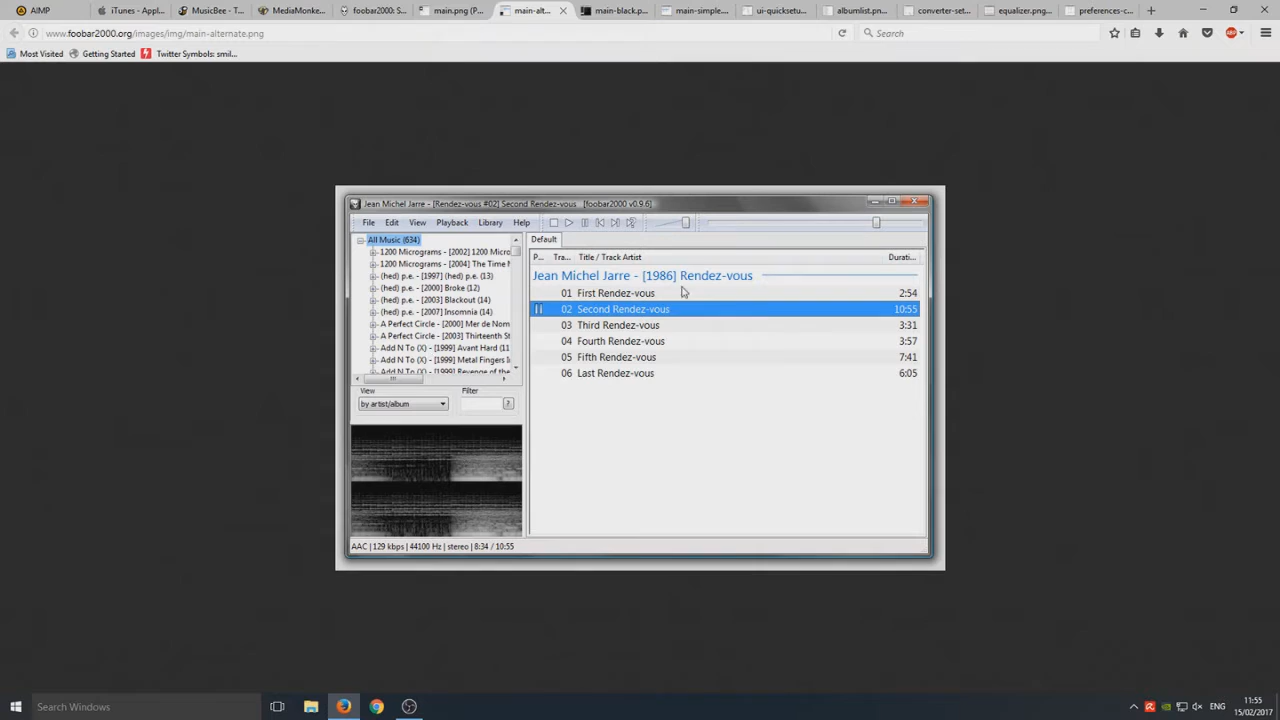 AIMP
iTunes - Appl...
MusicBee - T...
MediaMonke...
foobar2000: S...
main.png (P...
main-alt...
main-black.p...
main-simple....
ui-quicksetu...
albumlist.pn...
converter-set...
equalizer.png...
preferences-c...
www.foobar2000.org/images/img/main-alternate.png
Search
Most Visited
Getting Started
Twitter Symbols: smil...
Jean Michel Jarre - [Rendez-vous #02] Second Rendez-vous [foobar2000 v0.9.6]
File Edit View Playback Library Help
All Music (634)
1200 Micrograms - [2002] 1200 Micro
1200 Micrograms - [2004] The Time M
(hed) p.e. - [1997] (hed) p.e. (13)
(hed) p.e. - [2000] Broke (12)
(hed) p.e. - [2003] Blackout (14)
(hed) p.e. - [2007] Insomnia (14)
A Perfect Circle - [2000] Mer de Nom
A Perfect Circle - [2003] Thirteenth St
Add N To (X) - [1999] Avant Hard (11
Add N To (X) - [1999] Metal Fingers I
Add N To (X) - [1999] Revenge of the
View
Filter
by artist/album
?
Default
P... Tra... Title / Track Artist Durati...
Jean Michel Jarre - [1986] Rendez-vous
01 First Rendez-vous 2:54
02 Second Rendez-vous 10:55
03 Third Rendez-vous 3:31
04 Fourth Rendez-vous 3:57
05 Fifth Rendez-vous 7:41
06 Last Rendez-vous 6:05
AAC | 129 kbps | 44100 Hz | stereo | 8:34 / 10:55
Search Windows
ENG
11:55
15/02/2017